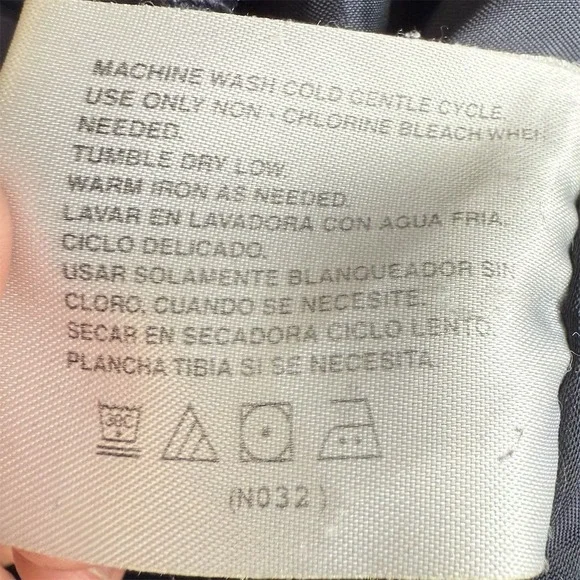 MACHINE WASH COLD GENTLE CYCLE.
USE ONLY NON - CHLORINE BLEACH WHEN
NEEDED.
TUMBLE DRY LOW.
WARM IRON AS NEEDED.
LAVAR EN LAVADORA CON AGUA FRIA.
CICLO DELICADO.
USAR SOLAMENTE BLANQUEADOR SIN
CLORO, CUANDO SE NECESITE.
SECAR EN SECADORA CICLO LENTO
PLANCHA TIBIA SI SE NECESITA.
30C
(N032)